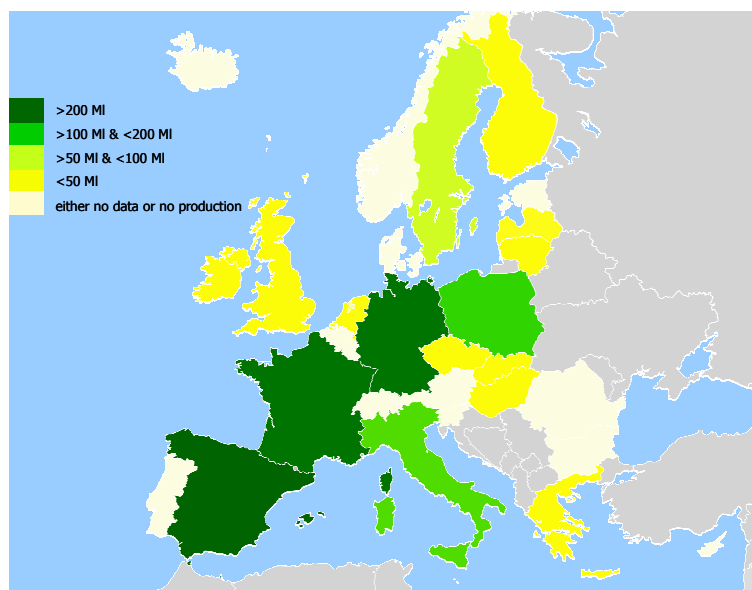 >200 Ml
>100 Ml & <200 Ml
>50 Ml & <100 Ml
<50 Ml
either no data or no production